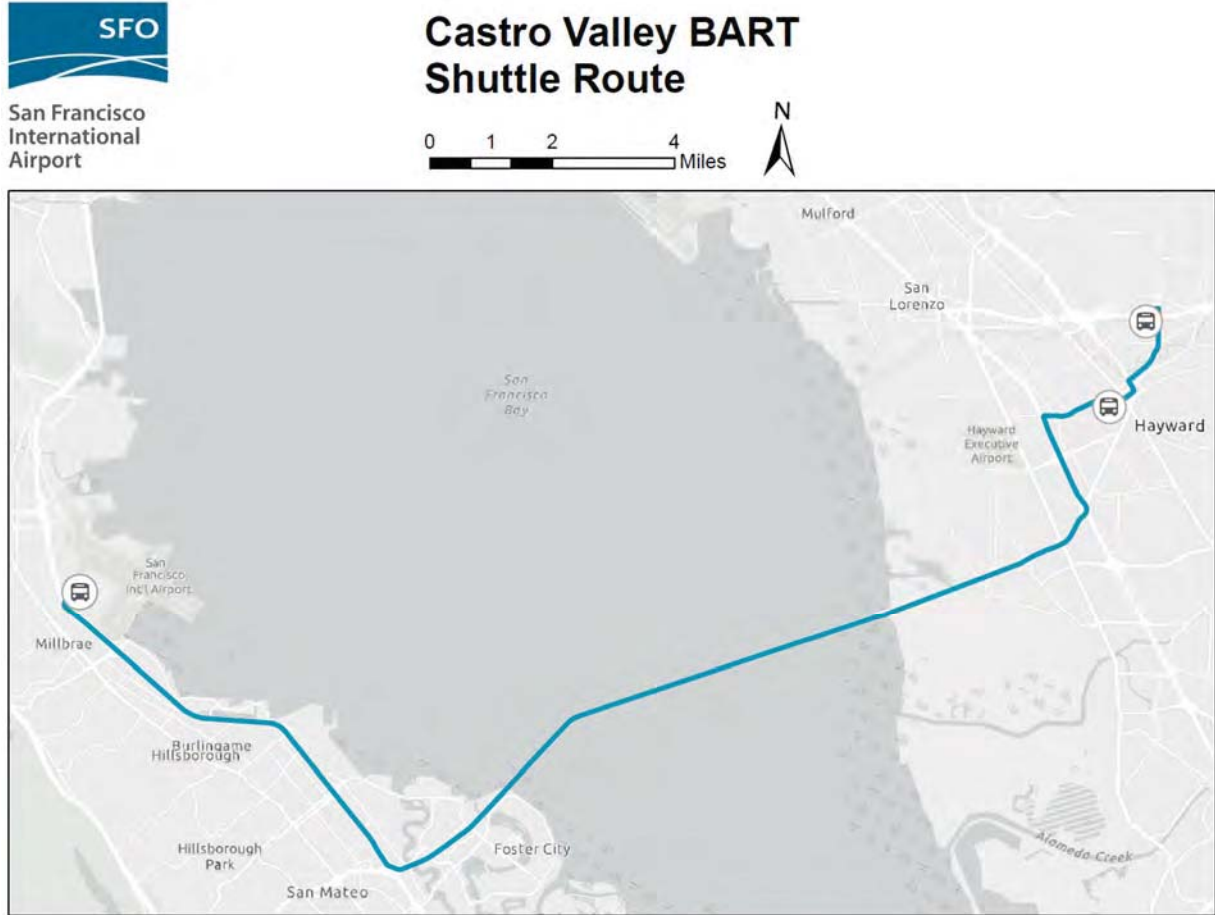 SFO
San Francisco
International
Airport
Castro Valley BART
Shuttle Route
0 1 2 4
Miles
N
Mulford
San
Lorenzo
San
Francisco
Bay
Hayward
Executive
Airport
Hayward
San
Francisco
Int'l Airport
Millbrae
Burlingame
Hillsborough
Hillsborough
Park
Foster City
San Mateo
Alameda Creek